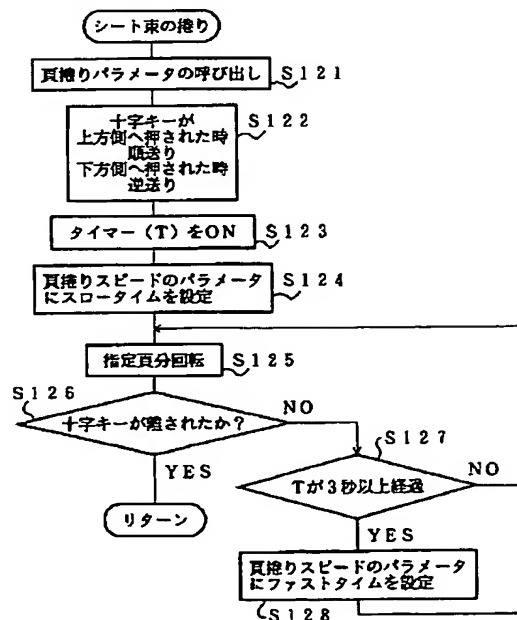 シート束の捲り
頁捲りパラメータの呼び出し
S121
十字キーが
上方側へ押された時
順送り
下方側へ押された時
逆送り
S122
タイマー（T）をON
S123
頁捲りスピードのパラメータ
にスロータイムを設定
S124
指定頁分回転
S125
S126
十字キーが離されたか？
NO
YES
リターン
S127
Tが3秒以上経過
NO
YES
頁捲りスピードのパラメータ
にファストタイムを設定
S128